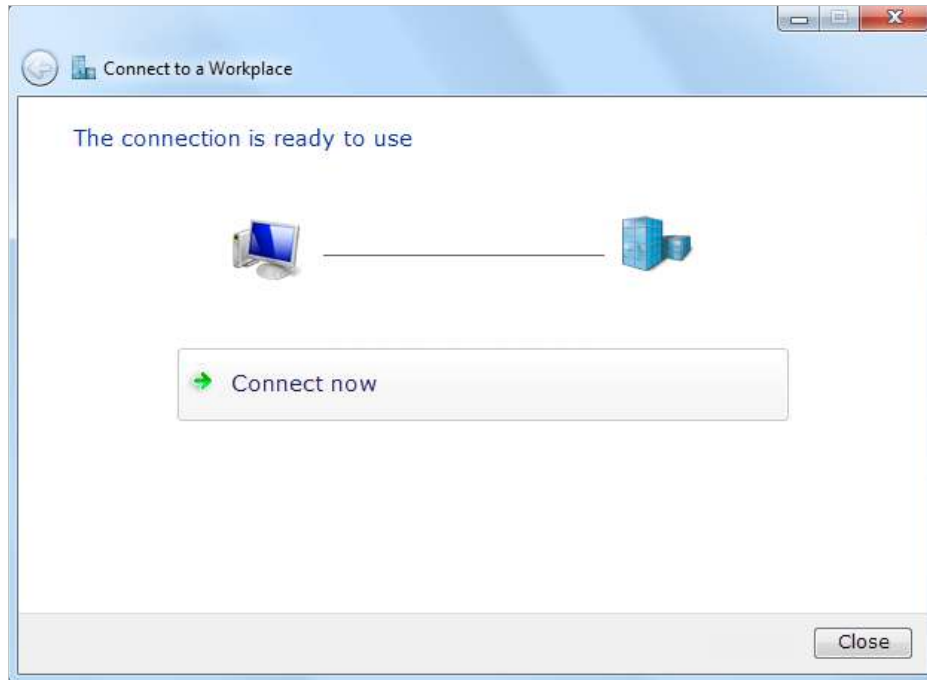 Connect to a Workplace
The connection is ready to use
Connect now
Close